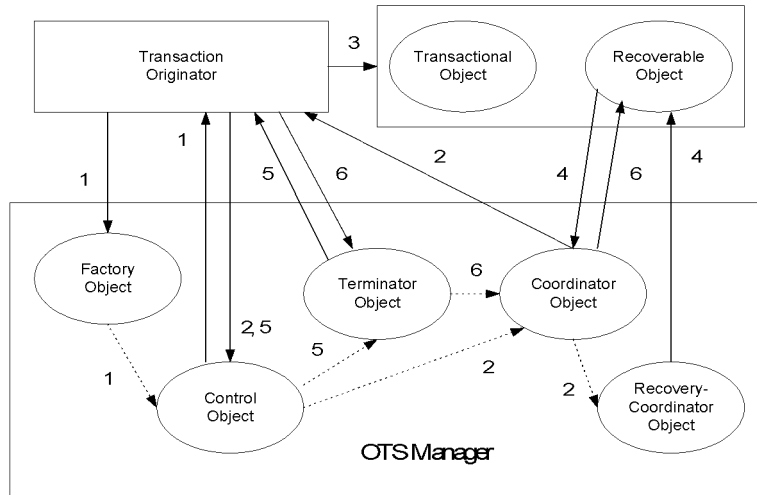 Transaction
Originator
3
Transactional
Object
Recoverable
Object
1
1
5
6
2
4
6
4
Factory
Object
Terminator
Object
6
Coordinator
Object
2,5
5
1
2
2
Control
Object
Recovery-
Coordinator
Object
OTS Manager